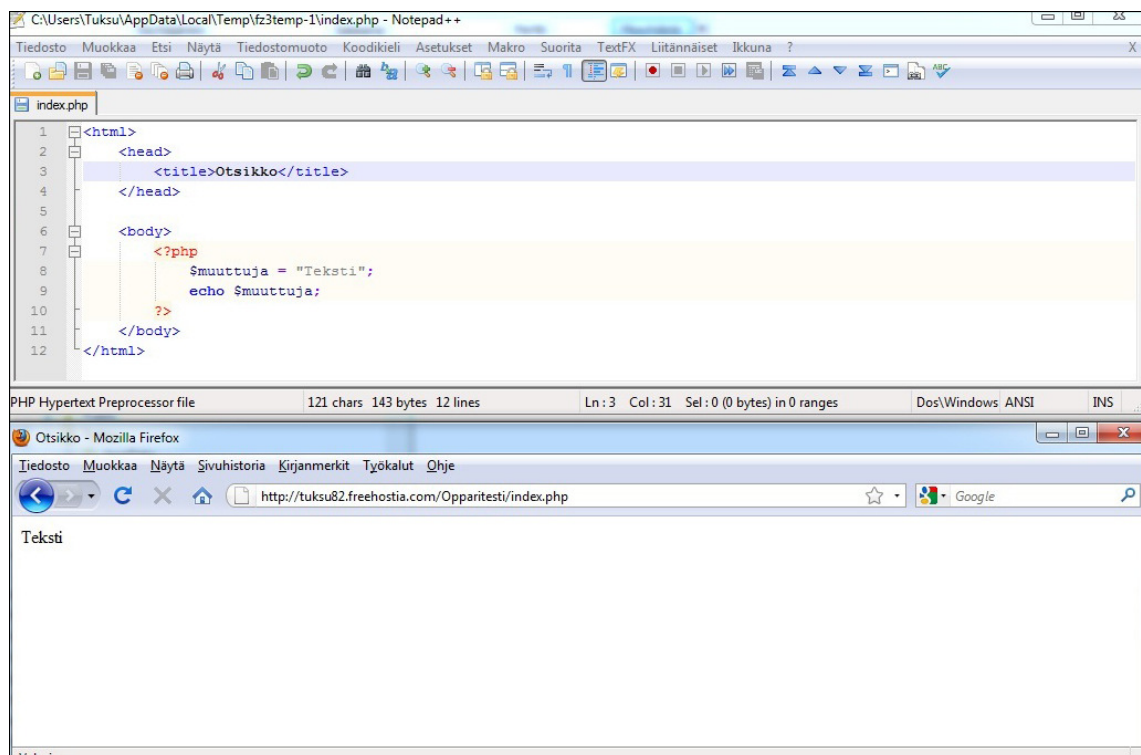 C:\Users\Tuksu\AppData\Local\Temp\fz3temp-1\index.php - Notepad++
Tiedosto Muokkaa Etsi Näytä Tiedostomuoto Koodikieli Asetukset Makro Suorita TextFX Liitännäiset Ikkuna ? X
index.php
1 <html>
2 <head>
3 <title>Otsikko</title>
4 </head>
5
6 <body>
7 <?php
8 $muuttuja = "Teksti";
9 echo $muuttuja;
10 ?>
11 </body>
12 </html>
PHP Hypertext Preprocessor file 121 chars 143 bytes 12 lines Ln : 3 Col : 31 Sel : 0 (0 bytes) in 0 ranges Dos\Windows ANSI INS
Otsikko - Mozilla Firefox
Tiedosto Muokkaa Näytä Sivuhistoria Kirjanmerkit Työkalut Ohje
http://tuksu82.freehostia.com/Opparitesti/index.php Google
Teksti